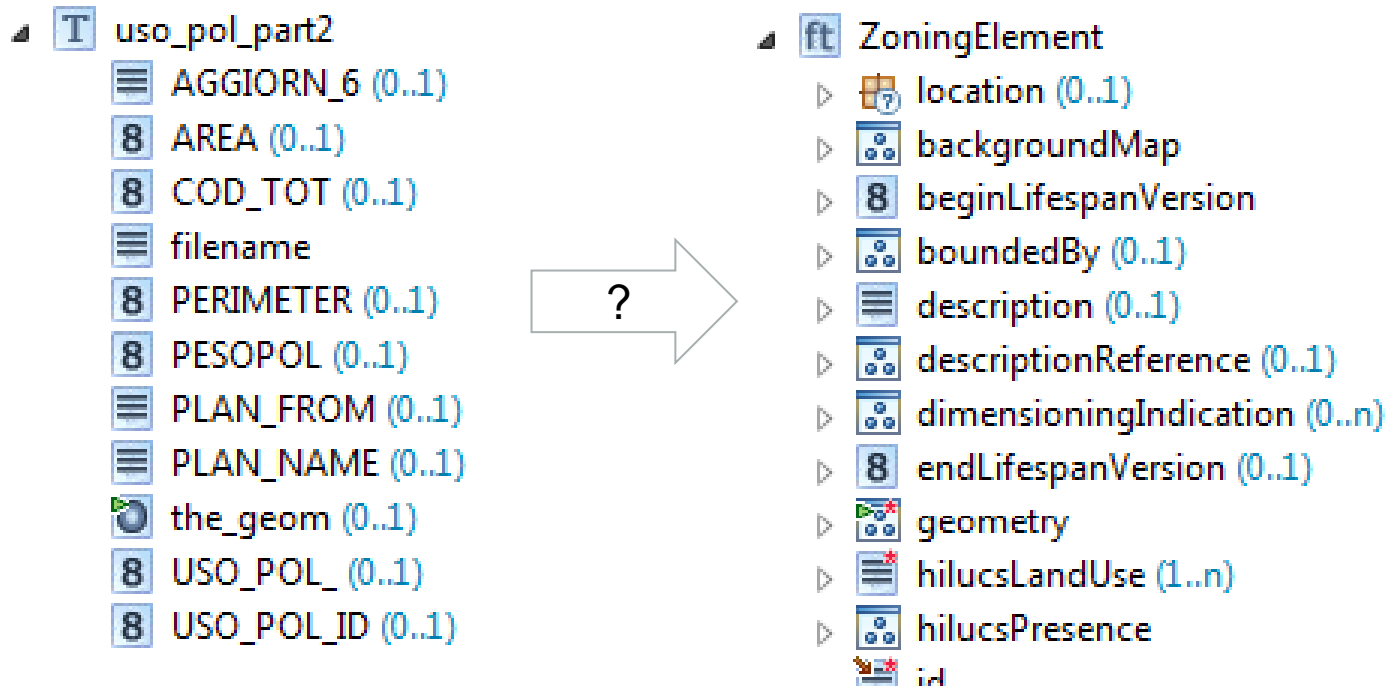 uso_pol_part2
AGGIORN_6 (0..1)
AREA (0..1)
COD_TOT (0..1)
filename
PERIMETER (0..1)
PESOPOL (0..1)
PLAN_FROM (0..1)
PLAN_NAME (0..1)
the_geom (0..1)
USO_POL_ (0..1)
USO_POL_ID (0..1)
?
ZoningElement
location (0..1)
backgroundMap
beginLifespanVersion
boundedBy (0..1)
description (0..1)
descriptionReference (0..1)
dimensioningIndication (0..n)
endLifespanVersion (0..1)
geometry
hilucsLandUse (1..n)
hilucsPresence
id